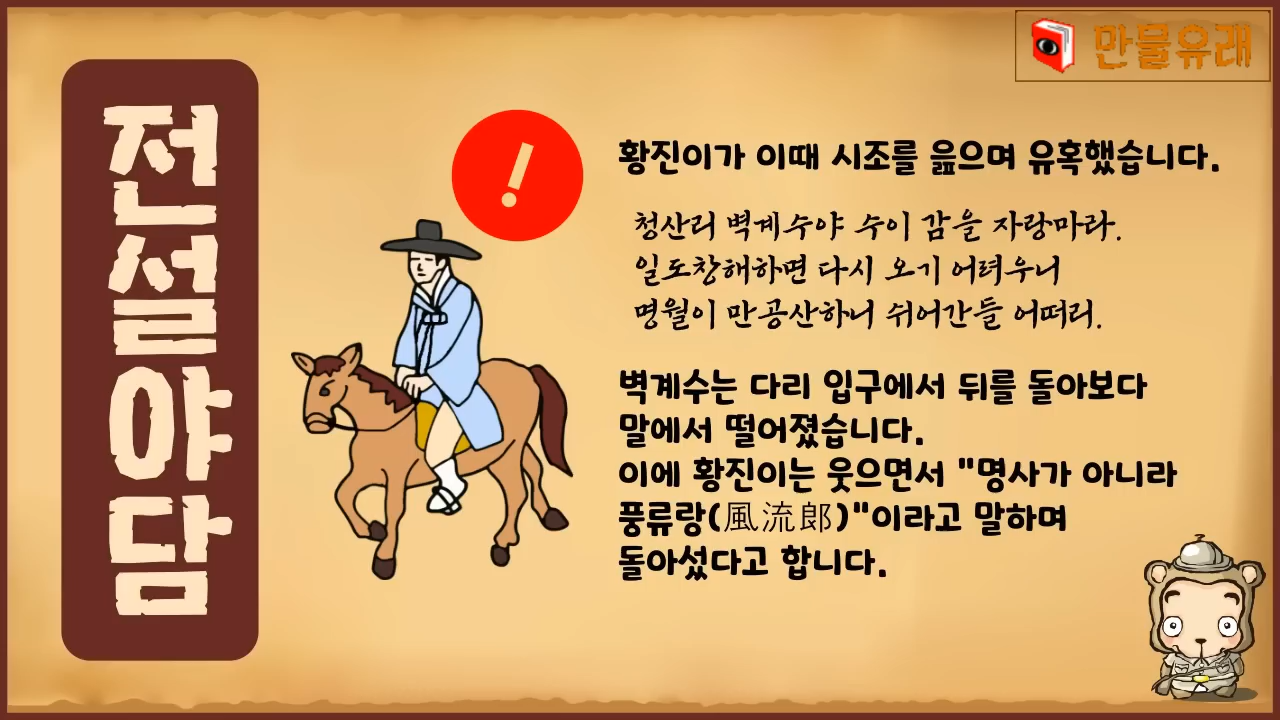 만물유래
전설야담
!
황진이가 이때 시조를 읊으며 유혹했습니다.
청산리 벽계수야 수이 감을 자랑마라.
일도창해하면 다시 오기 어려우니
명월이 만공산하니 쉬어간들 어떠리.
벽계수는 다리 입구에서 뒤를 돌아보다
말에서 떨어졌습니다.
이에 황진이는 웃으면서 "명사가 아니라
풍류랑(風流郎)"이라고 말하며
돌아섰다고 합니다.